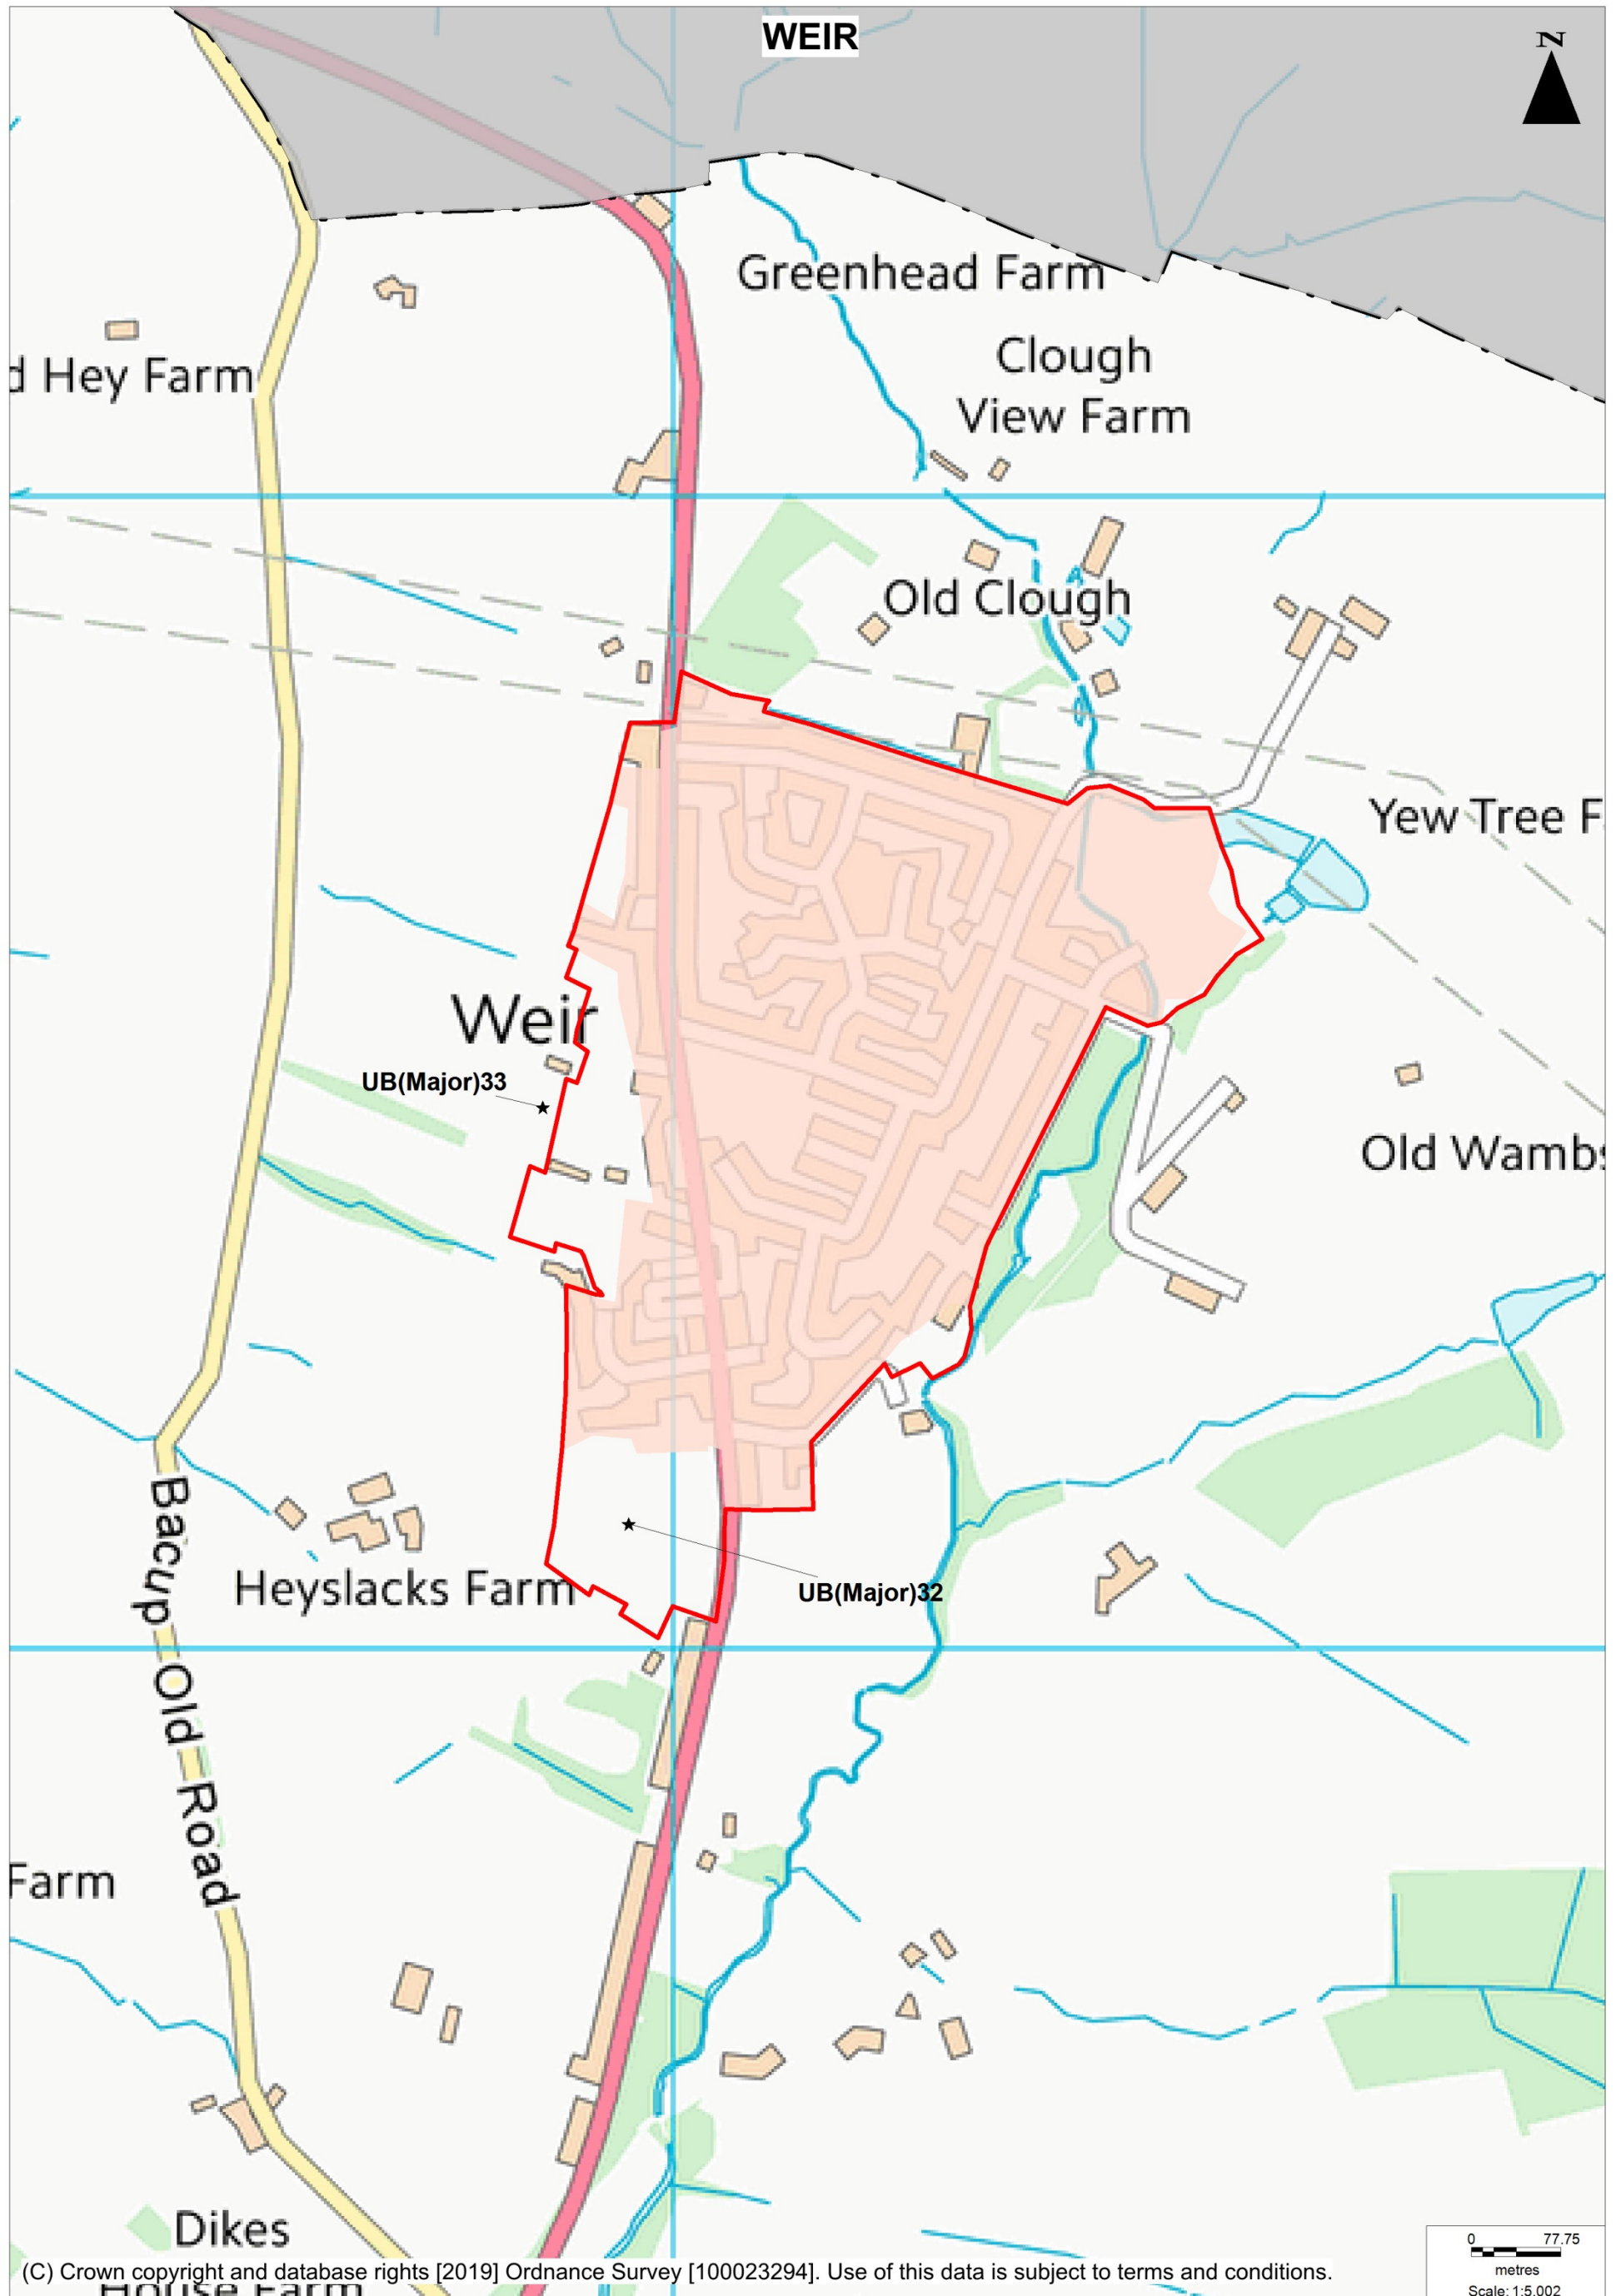 WEIR
N
Greenhead Farm
Clough
View Farm
d Hey Farm
Old Clough
Yew Tree F
Weir
UB(Major)33
Old Wambs
Heyslacks Farm
UB(Major)32
Bacup Old Road
Farm
Dikes
House Farm
(C) Crown copyright and database rights [2019] Ordnance Survey [100023294]. Use of this data is subject to terms and conditions.
0 77.75
metres
Scale: 1:5,002